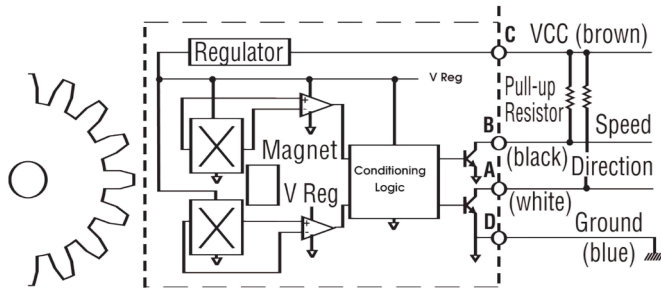 C VCC (brown)
Regulator
V Reg
Pull-up
Resistor
B
Speed
(black)
Magnet
Conditioning
Logic
A
Direction
V Reg
(white)
D
Ground
(blue)
+
-
+
-